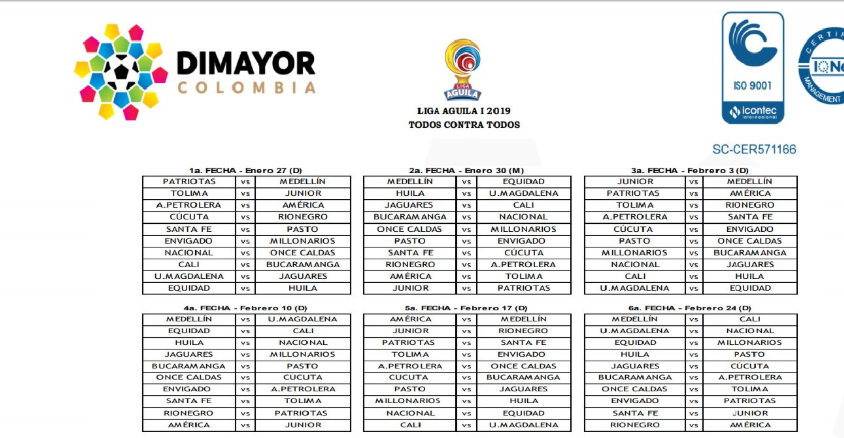 DIMAYOR
COLOMBIA
LIGA
AGUILA
LIGA AGUILA I 2019
TODOS CONTRA TODOS
ISO 9001
icontec
internacional
SC-CER571166
CERTIF
IQNe
MANAGEMENT
1a. FECHA - Enero 27 (D)
PATRIOTAS vs MEDELLÍN
TOLIMA vs JUNIOR
A.PETROLERA vs AMÉRICA
CÚCUTA vs RIONEGRO
SANTA FE vs PASTO
ENVIGADO vs MILLONARIOS
NACIONAL vs ONCE CALDAS
CALI vs BUCARAMANGA
U.MAGDALENA vs JAGUARES
EQUIDAD vs HUILA
2a. FECHA - Enero 30 (M)
MEDELLÍN vs EQUIDAD
HUILA vs U.MAGDALENA
JAGUARES vs CALI
BUCARAMANGA vs NACIONAL
ONCE CALDAS vs MILLONARIOS
PASTO vs ENVIGADO
SANTA FE vs CÚCUTA
RIONEGRO vs A.PETROLERA
AMÉRICA vs TOLIMA
JUNIOR vs PATRIOTAS
3a. FECHA - Febrero 3 (D)
JUNIOR vs MEDELLÍN
PATRIOTAS vs AMÉRICA
TOLIMA vs RIONEGRO
A.PETROLERA vs SANTA FE
CÚCUTA vs ENVIGADO
PASTO vs ONCE CALDAS
MILLONARIOS vs BUCARAMANGA
NACIONAL vs JAGUARES
CALI vs HUILA
U.MAGDALENA vs EQUIDAD
4a. FECHA - Febrero 10 (D)
MEDELLÍN vs U.MAGDALENA
EQUIDAD vs CALI
HUILA vs NACIONAL
JAGUARES vs MILLONARIOS
BUCARAMANGA vs PASTO
ONCE CALDAS vs CUCUTA
ENVIGADO vs A.PETROLERA
SANTA FE vs TOLIMA
RIONEGRO vs PATRIOTAS
AMÉRICA vs JUNIOR
5a. FECHA - Febrero 17 (D)
AMÉRICA vs MEDELLÍN
JUNIOR vs RIONEGRO
PATRIOTAS vs SANTA FE
TOLIMA vs ENVIGADO
A.PETROLERA vs ONCE CALDAS
CUCUTA vs BUCARAMANGA
PASTO vs JAGUARES
MILLONARIOS vs HUILA
NACIONAL vs EQUIDAD
CALI vs U.MAGDALENA
6a. FECHA - Febrero 24 (D)
MEDELLÍN vs CALI
U.MAGDALENA vs NACIONAL
EQUIDAD vs MILLONARIOS
HUILA vs PASTO
JAGUARES vs CÚCUTA
BUCARAMANGA vs A.PETROLERA
ONCE CALDAS vs TOLIMA
ENVIGADO vs PATRIOTAS
SANTA FE vs JUNIOR
RIONEGRO vs AMÉRICA